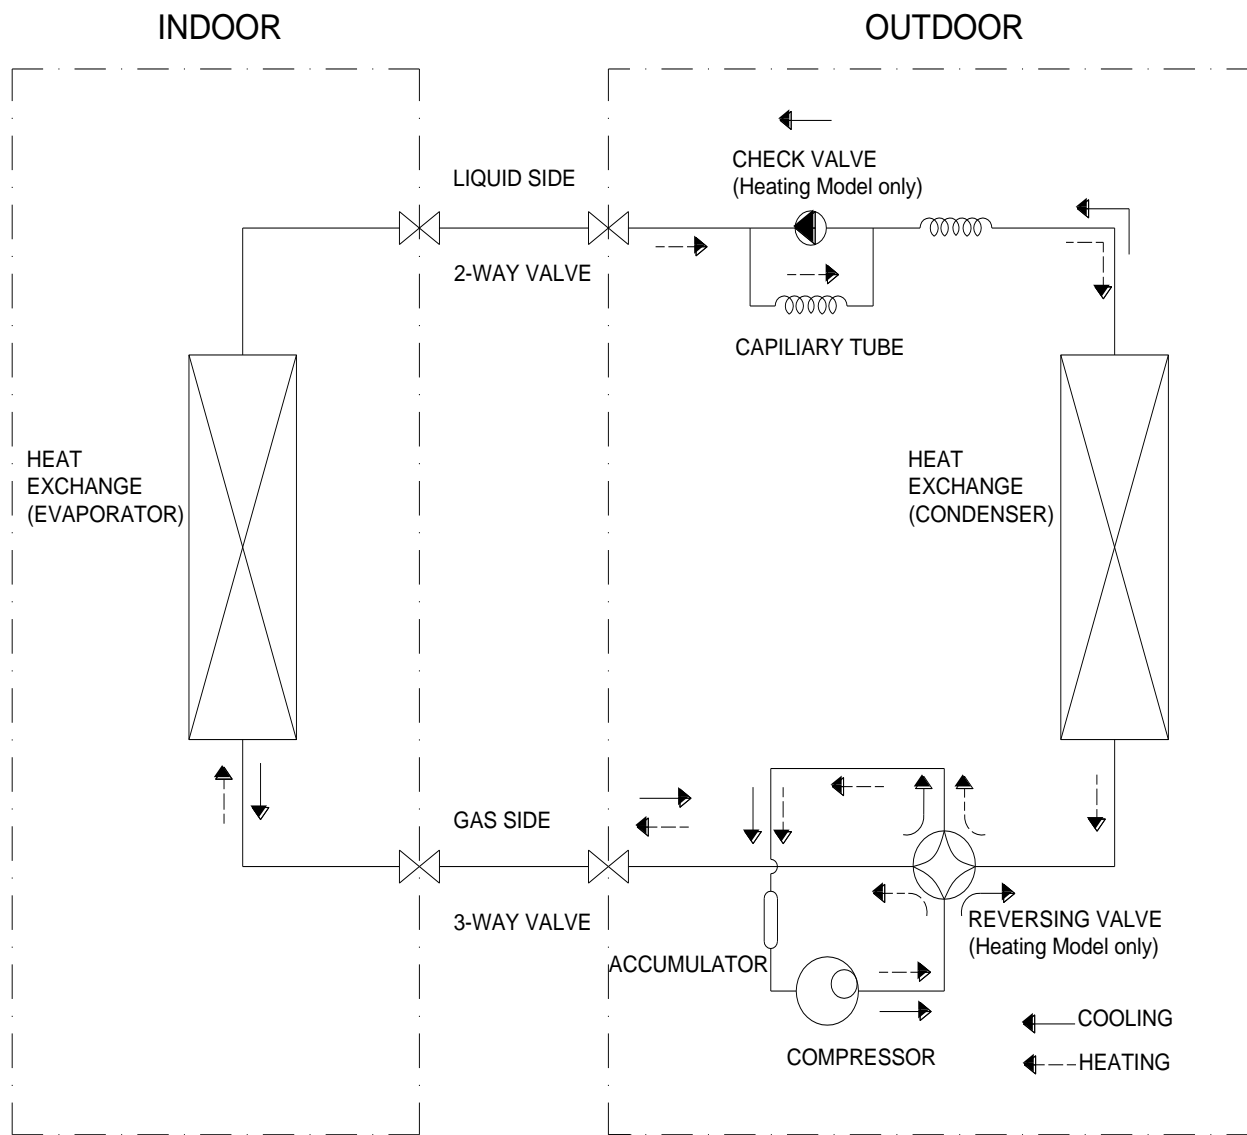 INDOOR
OUTDOOR
CHECK VALVE
(Heating Model only)
LIQUID SIDE
2-WAY VALVE
CAPILIARY TUBE
HEAT
EXCHANGE
(EVAPORATOR)
HEAT
EXCHANGE
(CONDENSER)
GAS SIDE
3-WAY VALVE
REVERSING VALVE
(Heating Model only)
ACCUMULATOR
COMPRESSOR
COOLING
HEATING